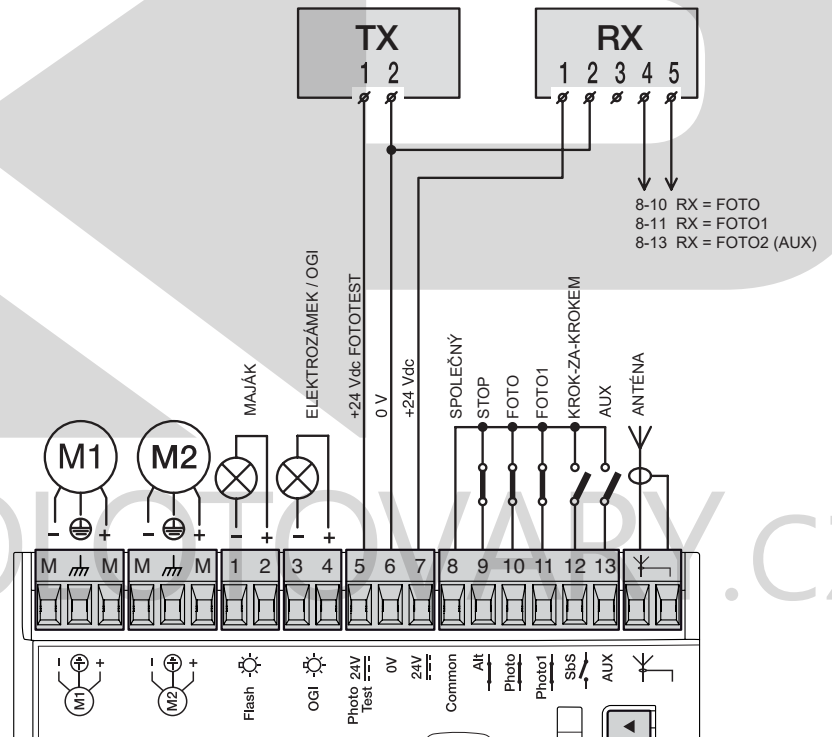 TX
1 2
RX
1 2 3 4 5
8-10 RX = FOTO
8-11 RX = FOTO1
8-13 RX = FOTO2 (AUX)
MAJÁK
ELEKTROZÁMEK / OGI
+24 Vdc FOTOTEST
0 V
+24 Vdc
SPOLEČNÝ
STOP
FOTO
FOTO1
KROK-ZA-KROKEM
AUX
ANTÉNA
M1
M2
- +
- +
- +
- +
M M M M 1 2 3 4 5 6 7 8 9 10 11 12 13
OLOTOVARY.CZ
- +
M1
- +
M2
Flash
OGI
Photo 24V
Test
0V
24V
Common
Alt
Photo
Photo1
SbS
AUX